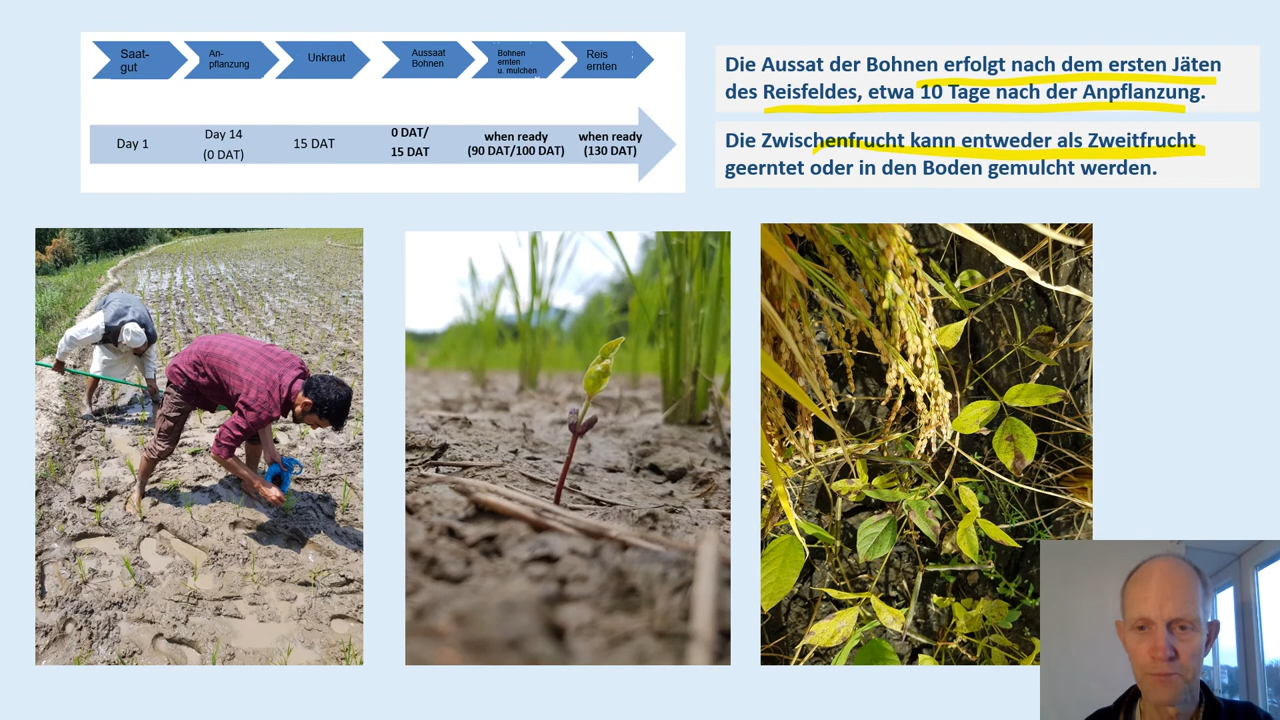 Saat-
gut
An-
pflanzung
Unkraut
Aussaat
Bohnen
Bohnen
ernten
u. mulchen
Reis
ernten
Day 1
Day 14
(0 DAT)
15 DAT
0 DAT/
15 DAT
when ready
(90 DAT/100 DAT)
when ready
(130 DAT)
Die Aussat der Bohnen erfolgt nach dem ersten Jäten
des Reisfeldes, etwa 10 Tage nach der Anpflanzung.
Die Zwischenfrucht kann entweder als Zweitfrucht
geerntet oder in den Boden gemulcht werden.